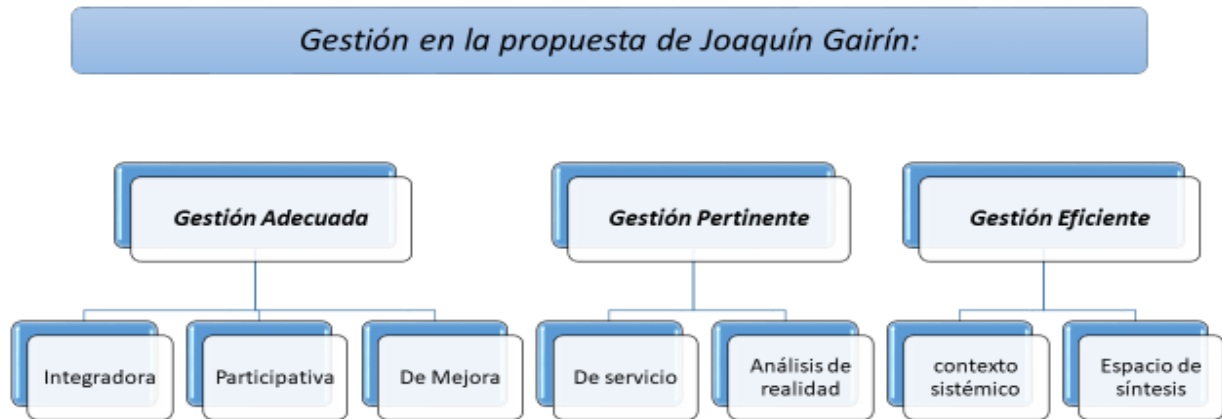 Gestión en la propuesta de Joaquín Gairín:
Gestión Adecuada
Gestión Pertinente
Gestión Eficiente
Integradora
Participativa
De Mejora
De servicio
Análisis de
realidad
contexto
sistémico
Espacio de
síntesis